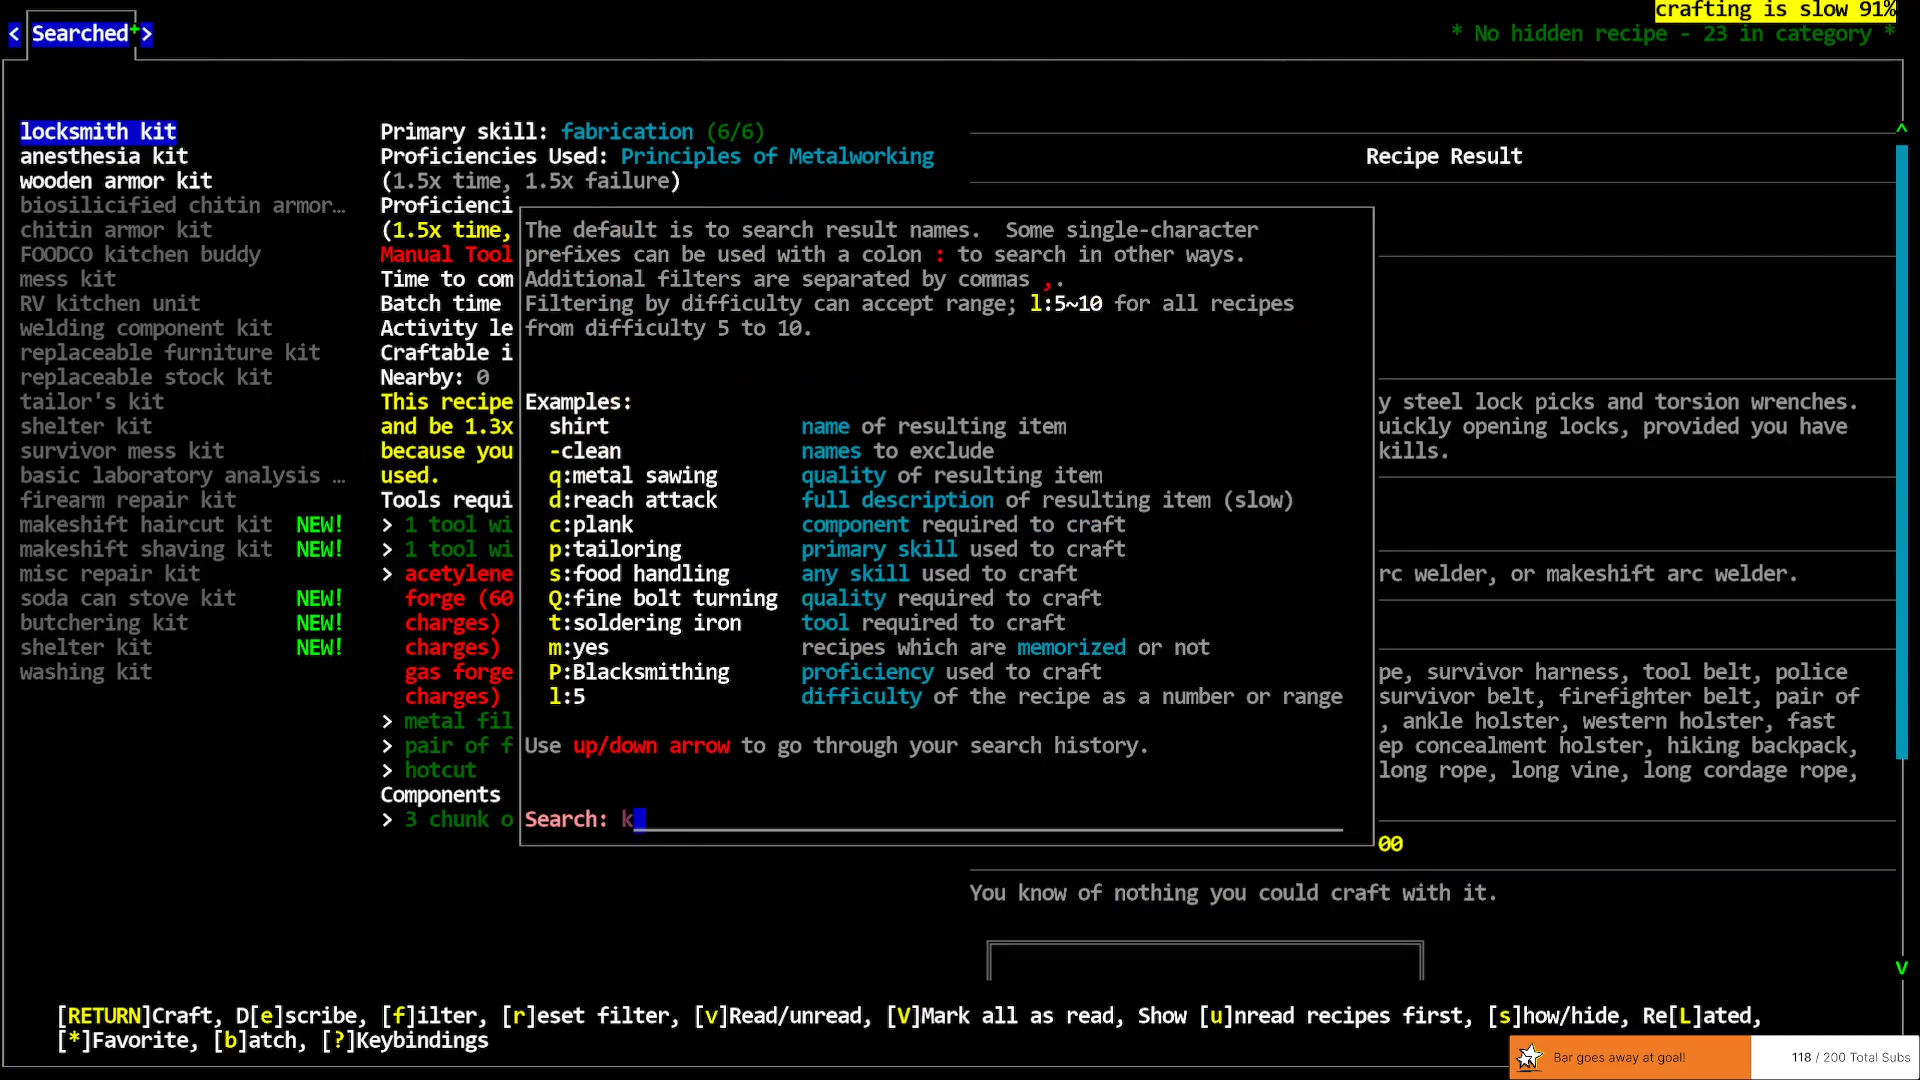 crafting is slow 91%
< Searched+>
* No hidden recipe - 23 in category *
locksmith kit
anesthesia kit
wooden armor kit
biosilicified chitin armor…
chitin armor kit
FOODCO kitchen buddy
mess kit
RV kitchen unit
welding component kit
replaceable furniture kit
replaceable stock kit
tailor's kit
shelter kit
survivor mess kit
basic laboratory analysis …
firearm repair kit
makeshift haircut kit NEW!
makeshift shaving kit NEW!
misc repair kit
soda can stove kit NEW!
butchering kit NEW!
shelter kit NEW!
washing kit
Primary skill: fabrication (6/6)
Proficiencies Used: Principles of Metalworking
(1.5x time, 1.5x failure)
Proficienci
(1.5x time,
Manual Tool
Time to com
Batch time
Activity le
Craftable i
Nearby: 0
This recipe
and be 1.3x
because you
used.
Tools requi
> 1 tool wi
> 1 tool wi
> acetylene
forge (60
charges)
charges)
gas forge
charges)
> metal fil
> pair of f
> hotcut
Components
> 3 chunk o
The default is to search result names. Some single-character
prefixes can be used with a colon : to search in other ways.
Additional filters are separated by commas ,.
Filtering by difficulty can accept range; l:5~10 for all recipes
from difficulty 5 to 10.
Examples:
shirt name of resulting item
-clean names to exclude
q:metal sawing quality of resulting item
d:reach attack full description of resulting item (slow)
c:plank component required to craft
p:tailoring primary skill used to craft
s:food handling any skill used to craft
Q:fine bolt turning quality required to craft
t:soldering iron tool required to craft
m:yes recipes which are memorized or not
P:Blacksmithing proficiency used to craft
l:5 difficulty of the recipe as a number or range
Use up/down arrow to go through your search history.
Search: k
Recipe Result
y steel lock picks and torsion wrenches.
uickly opening locks, provided you have
kills.
rc welder, or makeshift arc welder.
pe, survivor harness, tool belt, police
survivor belt, firefighter belt, pair of
, ankle holster, western holster, fast
ep concealment holster, hiking backpack,
long rope, long vine, long cordage rope,
00
You know of nothing you could craft with it.
^
v
[RETURN]Craft, D[e]scribe, [f]ilter, [r]eset filter, [v]Read/unread, [V]Mark all as read, Show [u]nread recipes first, [s]how/hide, Re[L]ated,
[*]Favorite, [b]atch, [?]Keybindings
Bar goes away at goal! 118 / 200 Total Subs